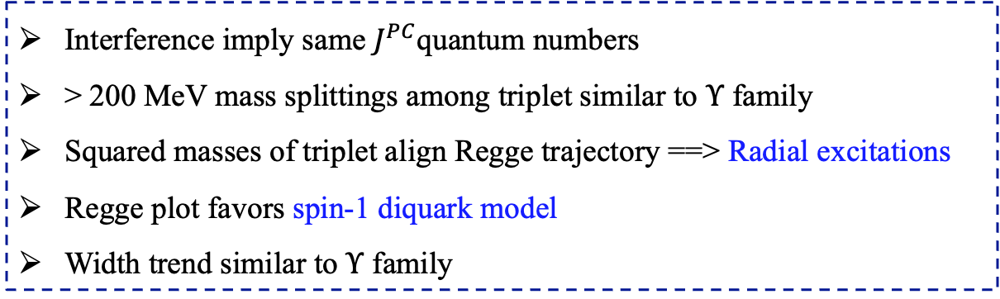 ➢ Interference imply same J^{PC} quantum numbers
➢ > 200 MeV mass splittings among triplet similar to ϒ family
➢ Squared masses of triplet align Regge trajectory ==> Radial excitations
➢ Regge plot favors spin-1 diquark model
➢ Width trend similar to ϒ family